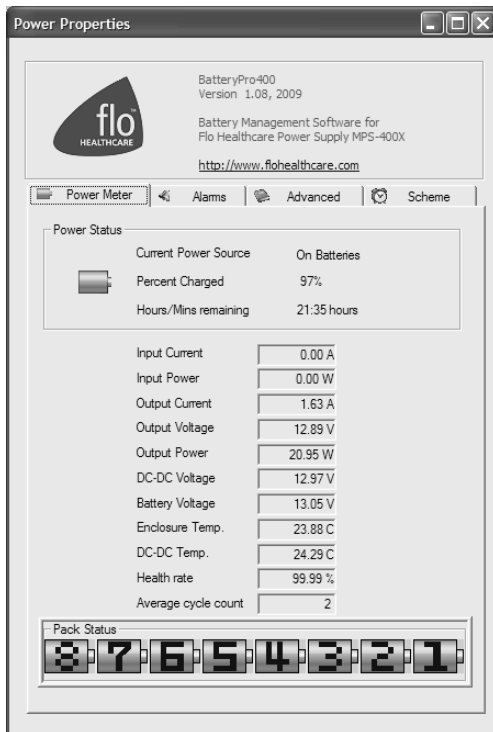 Power Properties
flo™
HEALTHCARE
BatteryPro400
Version 1.08, 2009
Battery Management Software for
Flo Healthcare Power Supply MPS-400X
http://www.flohealthcare.com
Power Meter Alarms Advanced Scheme
Power Status
Current Power Source On Batteries
Percent Charged 97%
Hours/Mins remaining 21:35 hours
Input Current 0.00 A
Input Power 0.00 W
Output Current 1.63 A
Output Voltage 12.89 V
Output Power 20.95 W
DC-DC Voltage 12.97 V
Battery Voltage 13.05 V
Enclosure Temp. 23.88 C
DC-DC Temp. 24.29 C
Health rate 99.99 %
Average cycle count 2
Pack Status
8 7 6 5 4 3 2 1